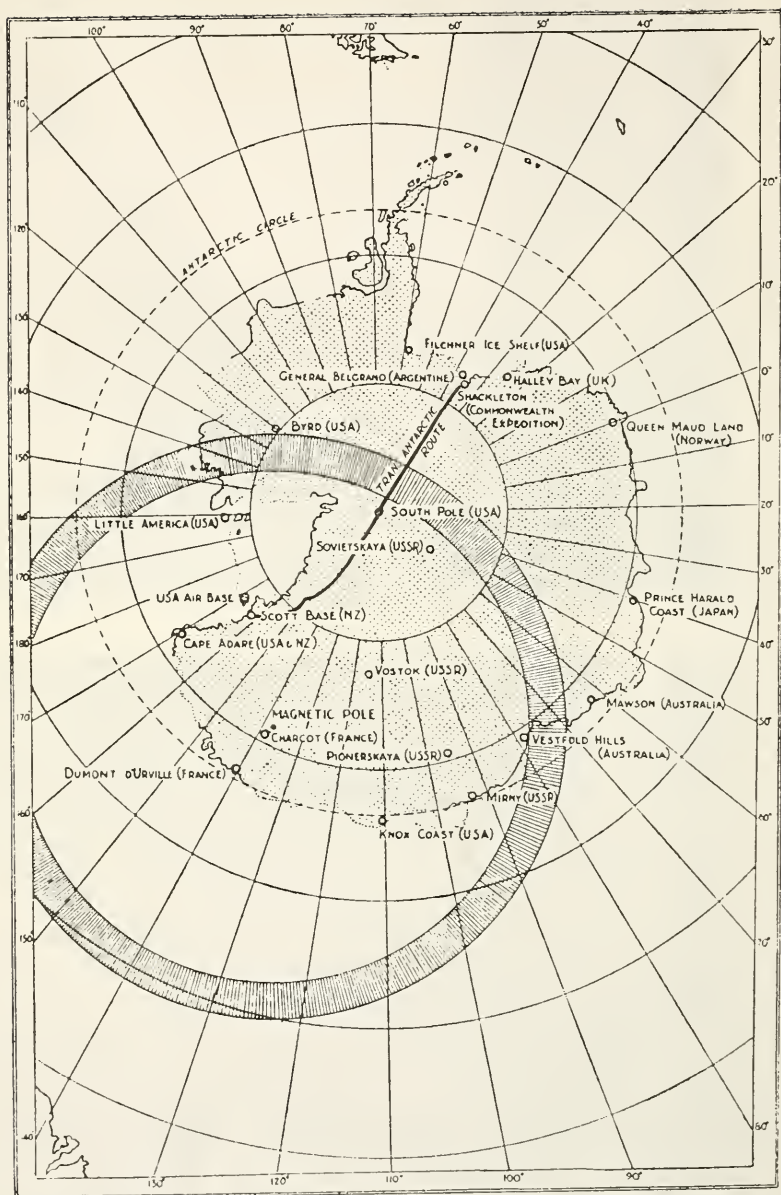 100°
90°
80°
70°
60°
50°
40°
30°
110°
20°
120°
ANTARCTIC CIRCLE
10°
130°
FILCHNER ICE SHELF (USA)
GENERAL BELGRANO (ARGENTINE)
HALLEY BAY (UK)
0°
SHACKLETON
(COMMONWEALTH
EXPEDITION)
140°
BYRD (USA)
QUEEN MAUD LAND
(NORWAY)
10°
TRANS ANTARCTIC
ROUTE
150°
160°
LITTLE AMERICA (USA)
SOUTH POLE (USA)
20°
SOVIETSKAYA (USSR)
170°
30°
USA AIR BASE
PRINCE HARALD
COAST (JAPAN)
SCOTT BASE (NZ)
180°
CAPE ADARE (USA & NZ)
40°
VOSTOK (USSR)
MAWSON (AUSTRALIA)
170°
MAGNETIC POLE
50°
CHARCOT (FRANCE)
VESTFOLD HILLS
(AUSTRALIA)
PIONERSKAYA (USSR)
DUMONT D'URVILLE (FRANCE)
MIRNY (USSR)
160°
60°
KNOX COAST (USA)
150°
70°
130°
120°
110°
100°
90°